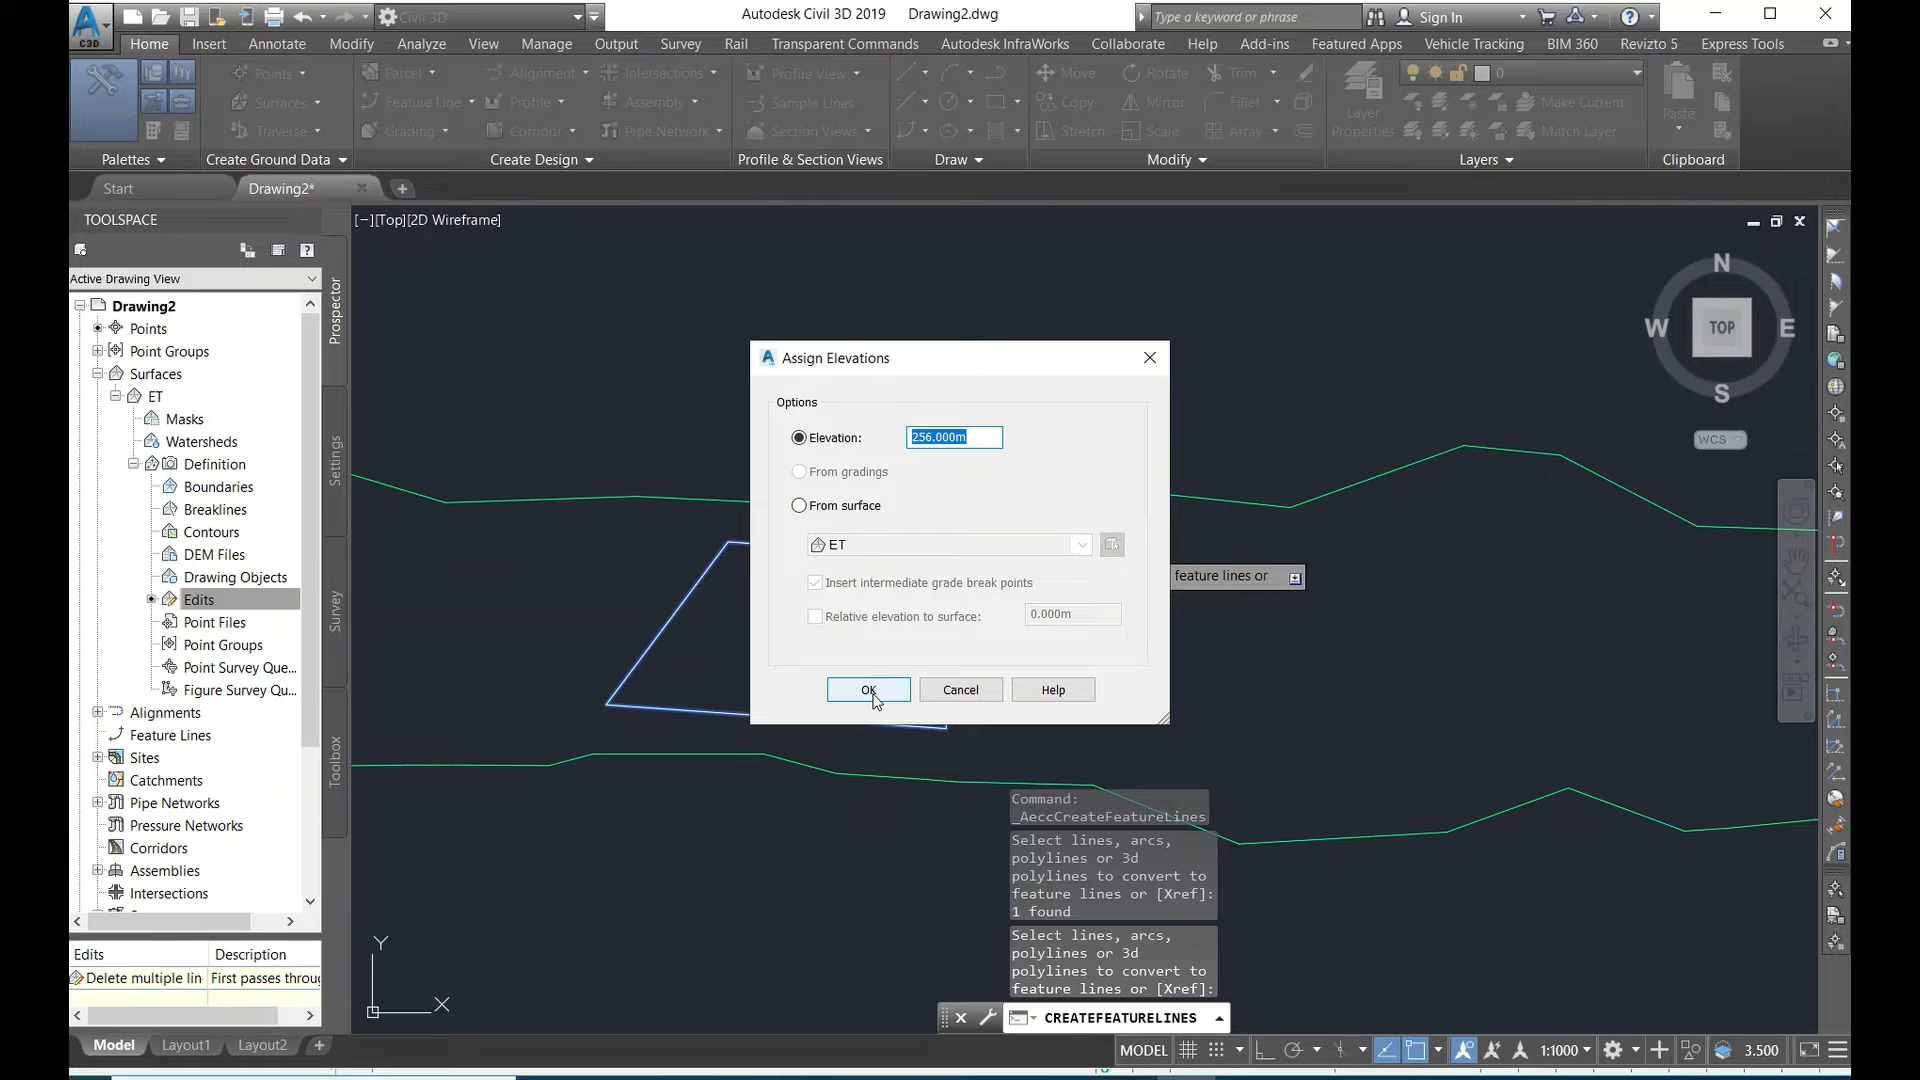 Civil 3D
Autodesk Civil 3D 2019 Drawing2.dwg
Type a keyword or phrase
Sign In
C3D
Home Insert Annotate Modify Analyze View Manage Output Survey Rail Transparent Commands Autodesk InfraWorks Collaborate Help Add-ins Featured Apps Vehicle Tracking BIM 360 Revizto 5 Express Tools
Points Parcel Alignment Intersections Profile View Move Rotate Trim 0
Surfaces Feature Line Profile Assembly Sample Lines Copy Mirror Fillet Make Current
Traverse Grading Corridor Pipe Network Section Views Stretch Scale Array Layer Properties Match Layer Paste
Palettes Create Ground Data Create Design Profile & Section Views Draw Modify Layers Clipboard
Start Drawing2*
TOOLSPACE
[−][Top][2D Wireframe]
Active Drawing View
Drawing2
Points
Point Groups
Surfaces
ET
Masks
Watersheds
Definition
Boundaries
Breaklines
Contours
DEM Files
Drawing Objects
Edits
Point Files
Point Groups
Point Survey Que...
Figure Survey Qu...
Alignments
Feature Lines
Sites
Catchments
Pipe Networks
Pressure Networks
Corridors
Assemblies
Intersections
Prospector
Settings
Survey
Toolbox
Edits Description
Delete multiple lin First passes throug
N
W TOP E
S
WCS
Assign Elevations
Options
Elevation: 256.000m
From gradings
From surface
ET
Insert intermediate grade break points
Relative elevation to surface: 0.000m
OK Cancel Help
feature lines or
Command:
_AeccCreateFeatureLines
Select lines, arcs,
polylines or 3d
polylines to convert to
feature lines or [Xref]:
1 found
Select lines, arcs,
polylines or 3d
polylines to convert to
feature lines or [Xref]:
Y
X
CREATEFEATURELINES
Model Layout1 Layout2
MODEL 1:1000 3.500